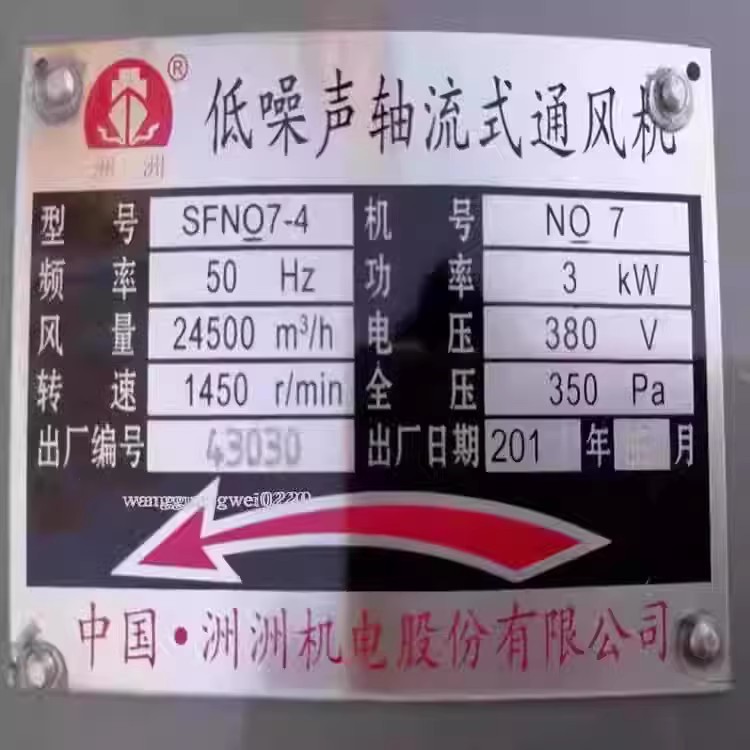 ® 低噪声轴流式通风机
洲 洲
型号 SFNO7-4 机号 NO 7
频率 50 Hz 功率 3 kW
风量 24500 m³/h 电压 380 V
转速 1450 r/min 全压 350 Pa
出厂编号 43030 出厂日期 201 年 月
中国·洲洲机电股份有限公司